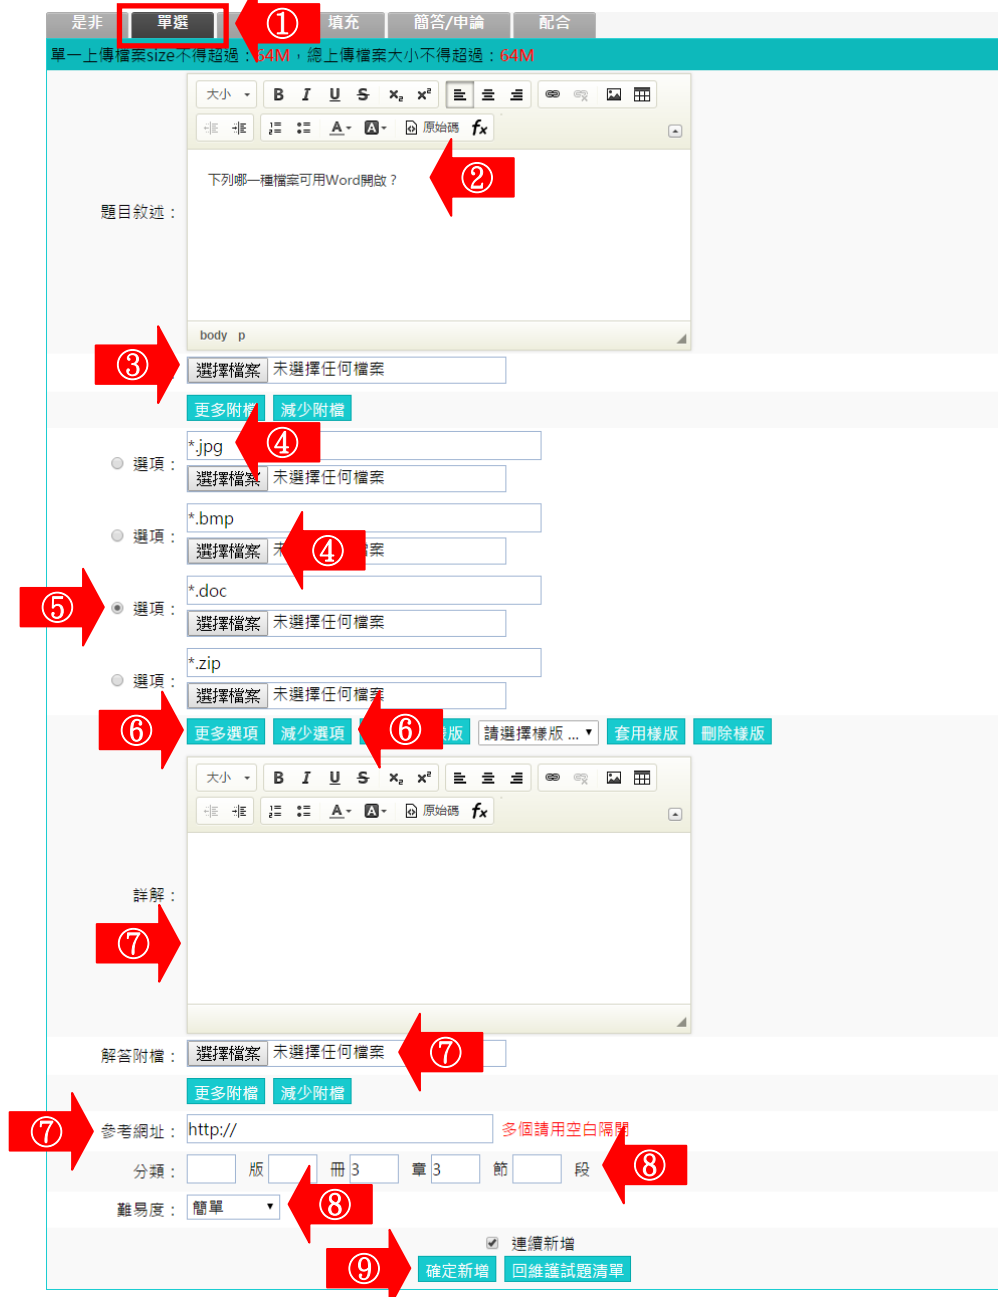 是非 單選 ① 填充 簡答/申論 配合
單一上傳檔案size不得超過：64M，總上傳檔案大小不得超過：64M
大小 B I U S x₂ x² 
A A 原始碼 fx
下列哪一種檔案可用Word開啟？ ②
題目敘述：
body p
③ 選擇檔案 未選擇任何檔案
更多附檔 減少附檔
*.jpg ④
選項：
選擇檔案 未選擇任何檔案
*.bmp
選項：
選擇檔案 ④ 案
*.doc
⑤ 選項：
選擇檔案 未選擇任何檔案
*.zip
選項：
選擇檔案 未選擇任何檔案
⑥ 更多選項 減少選項 ⑥ 版 請選擇樣版 ... 套用樣版 刪除樣版
大小 B I U S x₂ x²
A A 原始碼 fx
詳解：
⑦
解答附檔： 選擇檔案 未選擇任何檔案 ⑦
更多附檔 減少附檔
⑦ 參考網址： http:// 多個請用空白隔開
分類： 版 冊 3 章 3 節 段 ⑧
難易度： 簡單 ⑧
連續新增
⑨ 確定新增 回維護試題清單